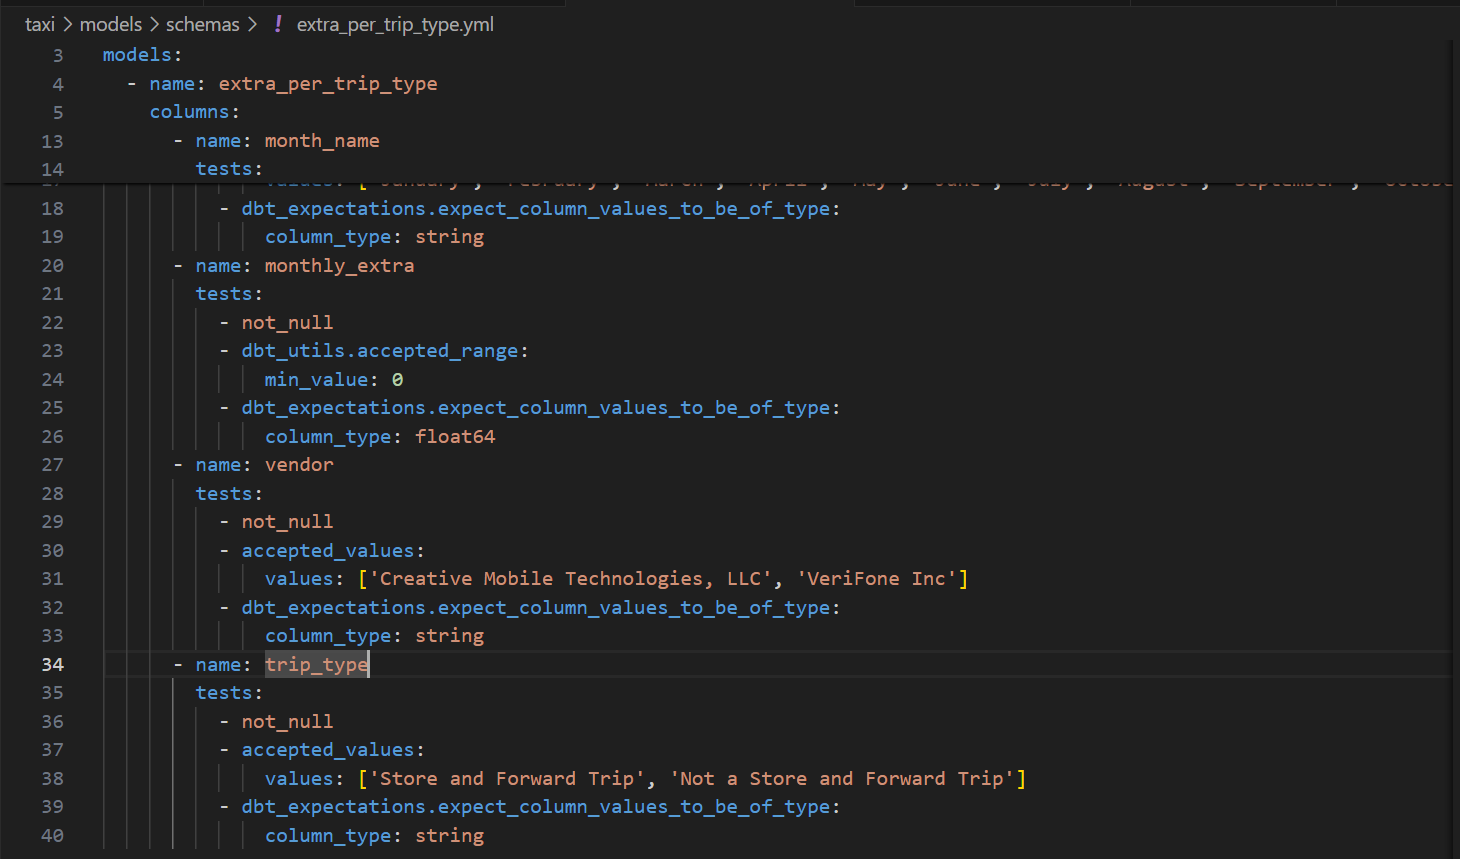 taxi > models > schemas > ! extra_per_trip_type.yml
3 models:
4 - name: extra_per_trip_type
5 columns:
13 - name: month_name
14 tests:
18 - dbt_expectations.expect_column_values_to_be_of_type:
19 column_type: string
20 - name: monthly_extra
21 tests:
22 - not_null
23 - dbt_utils.accepted_range:
24 min_value: 0
25 - dbt_expectations.expect_column_values_to_be_of_type:
26 column_type: float64
27 - name: vendor
28 tests:
29 - not_null
30 - accepted_values:
31 values: ['Creative Mobile Technologies, LLC', 'VeriFone Inc']
32 - dbt_expectations.expect_column_values_to_be_of_type:
33 column_type: string
34 - name: trip_type
35 tests:
36 - not_null
37 - accepted_values:
38 values: ['Store and Forward Trip', 'Not a Store and Forward Trip']
39 - dbt_expectations.expect_column_values_to_be_of_type:
40 column_type: string